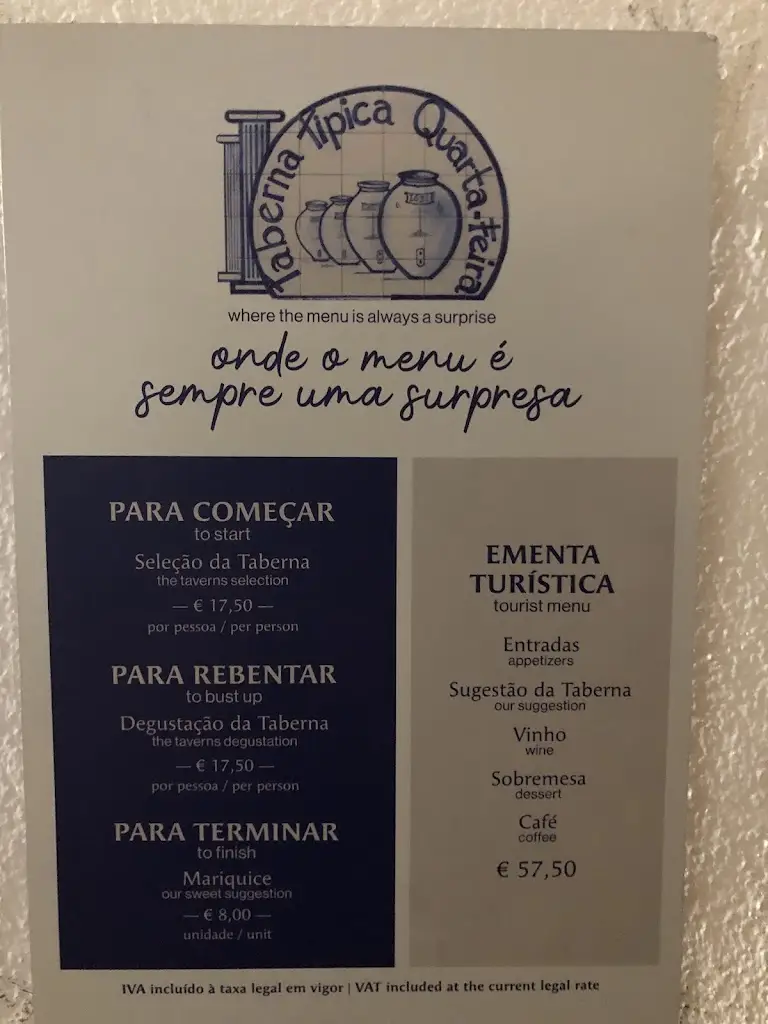 Taberna Típica Quarta-Feira
where the menu is always a surprise
onde o menu é
sempre uma surpresa
PARA COMEÇAR
to start
Seleção da Taberna
the taverns selection
— € 17,50 —
por pessoa / per person
PARA REBENTAR
to bust up
Degustação da Taberna
the taverns degustation
— € 17,50 —
por pessoa / per person
PARA TERMINAR
to finish
Mariquice
our sweet suggestion
— € 8,00 —
unidade / unit
EMENTA
TURÍSTICA
tourist menu
Entradas
appetizers
Sugestão da Taberna
our suggestion
Vinho
wine
Sobremesa
dessert
Café
coffee
€ 57,50
IVA incluído à taxa legal em vigor | VAT included at the current legal rate